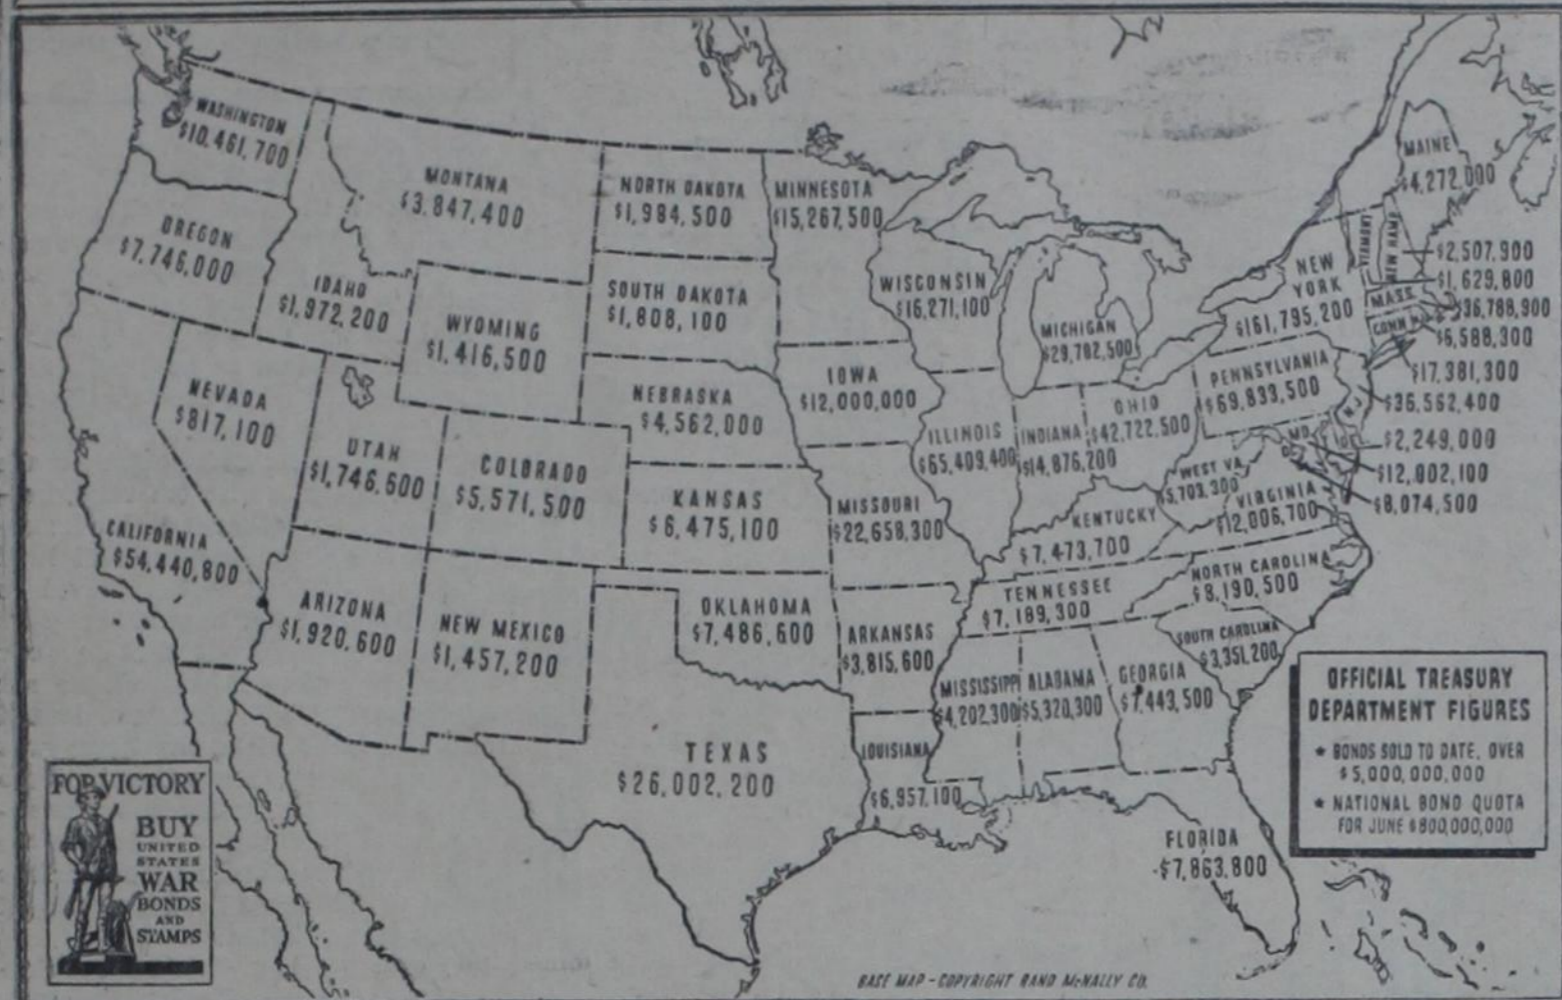 WASHINGTON
$10,461,700
OREGON
$7,746,000
IDAHO
$1,972,200
MONTANA
$3,847,400
NORTH DAKOTA
$1,984,500
MINNESOTA
$15,267,500
SOUTH DAKOTA
$1,808,100
WYOMING
$1,416,500
NEVADA
$817,100
UTAH
$1,746,600
COLORADO
$5,571,500
NEBRASKA
$4,562,000
KANSAS
$6,475,100
CALIFORNIA
$54,440,800
ARIZONA
$1,920,600
NEW MEXICO
$1,457,200
OKLAHOMA
$7,486,600
TEXAS
$26,002,200
WISCONSIN
$16,271,100
IOWA
$12,000,000
MISSOURI
$22,658,300
ARKANSAS
$3,815,600
LOUISIANA
$6,957,100
MICHIGAN
$29,702,500
ILLINOIS
$65,409,400
INDIANA
$14,876,200
OHIO
$42,722,500
KENTUCKY
$7,473,700
TENNESSEE
$7,189,300
MISSISSIPPI
$4,202,300
ALABAMA
$5,320,300
GEORGIA
$7,443,500
FLORIDA
$7,863,800
SOUTH CAROLINA
$3,351,200
NORTH CAROLINA
$8,190,500
VIRGINIA
$12,006,700
WEST VA.
$5,703,300
PENNSYLVANIA
$69,833,500
NEW
YORK
$161,795,200
MAINE
$4,272,000
VERMONT
NEW HAMP
MASS.
CONN
N.J.
MD.
D.C.
$2,507,900
$1,629,800
$36,788,900
$6,588,300
$17,381,300
$36,562,400
$2,249,000
$12,802,100
$8,074,500
OFFICIAL TREASURY
DEPARTMENT FIGURES
★ BONDS SOLD TO DATE, OVER
$5,000,000,000
★ NATIONAL BOND QUOTA
FOR JUNE $800,000,000
FOR VICTORY
BUY
UNITED
STATES
WAR
BONDS
AND
STAMPS
BASE MAP - COPYRIGHT RAND McNALLY CO.